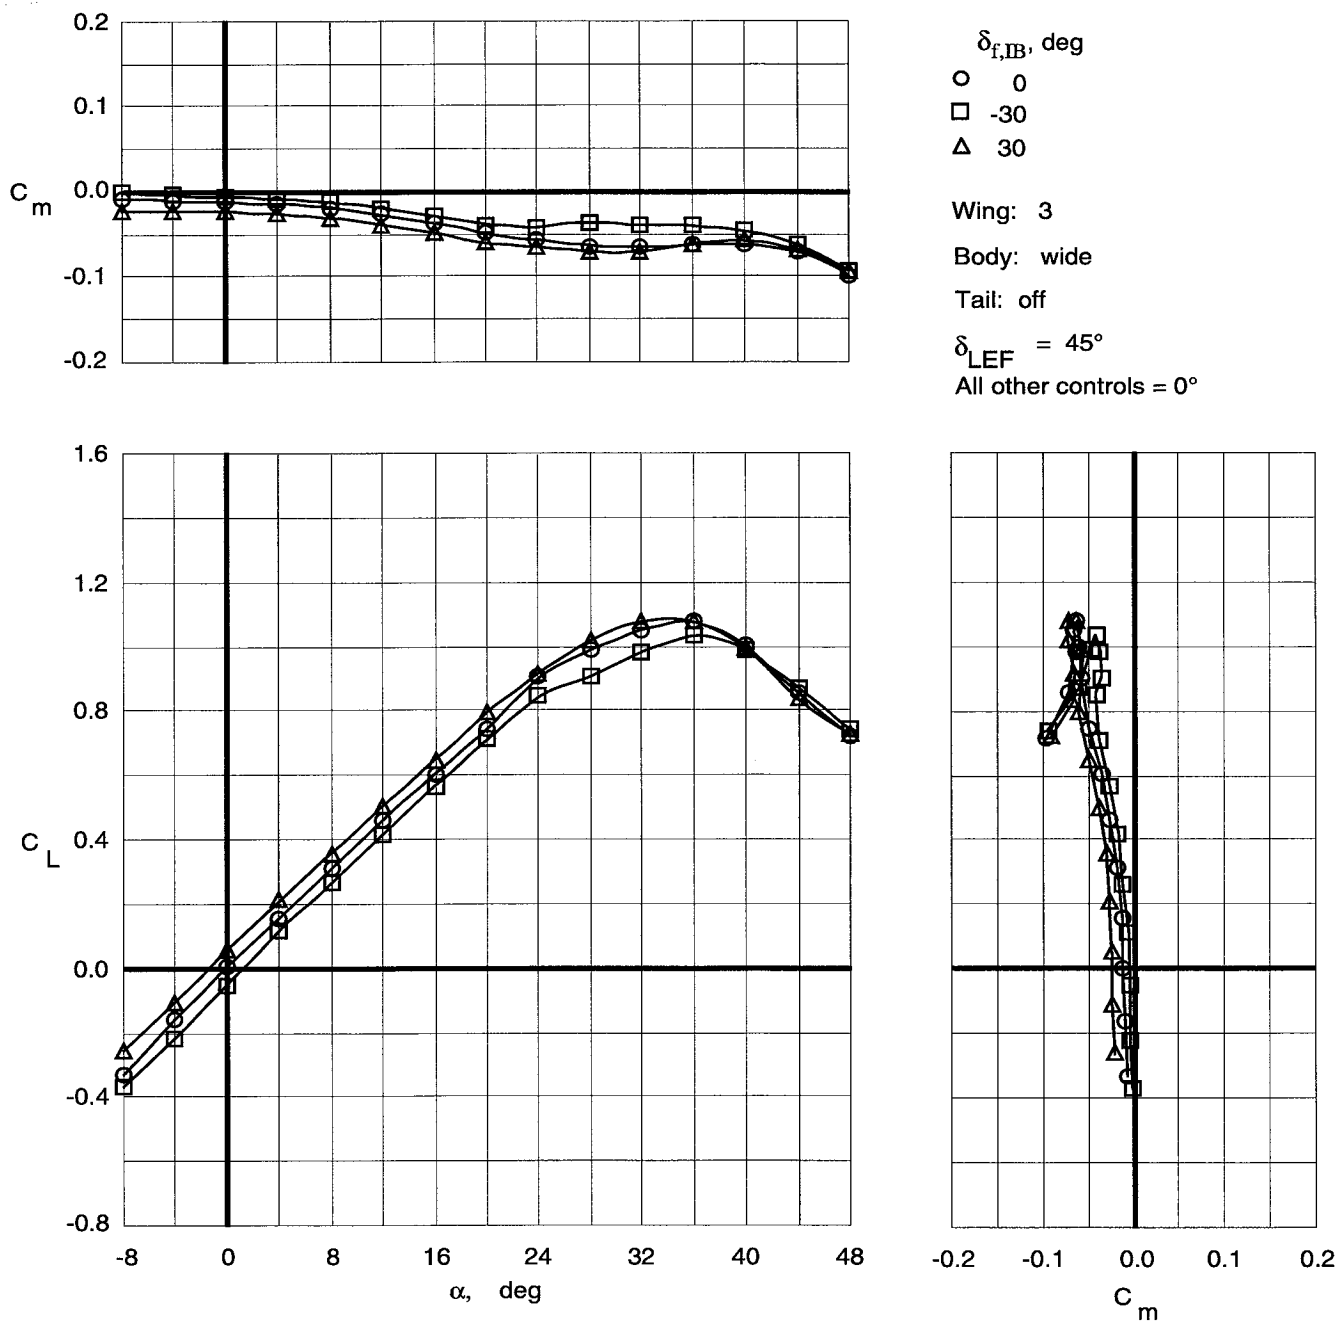 0.2
0.1
0.0
C m
-0.1
-0.2
δf,IB, deg
0
-30
30
Wing: 3
Body: wide
Tail: off
δLEF = 45°
All other controls = 0°
1.6
1.2
0.8
0.4
C L
0.0
-0.4
-0.8
-8 0 8 16 24 32 40 48
α, deg
-0.2 -0.1 0.0 0.1 0.2
C m